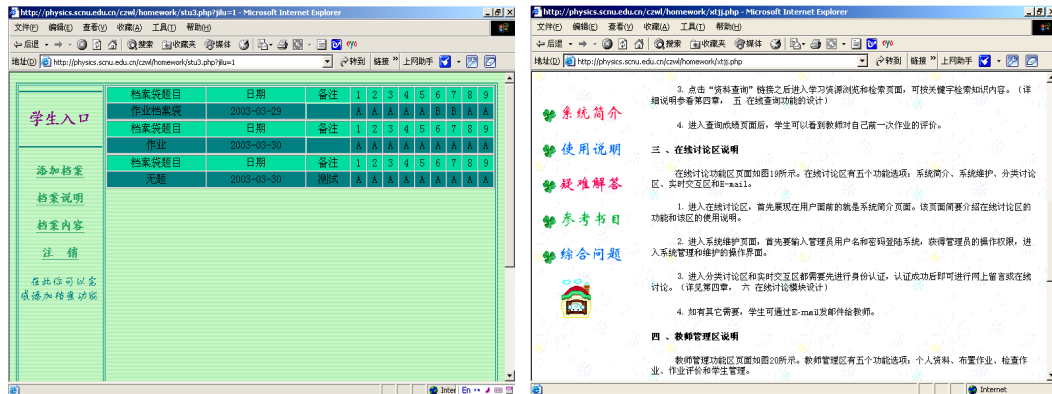 http://physics.scnu.edu.cn/czwl/homework/stu3.php?jilu=1 - Microsoft Internet Explorer
文件(F) 编辑(E) 查看(V) 收藏(A) 工具(T) 帮助(H)
后退 搜索 收藏夹 媒体
地址(D) http://physics.scnu.edu.cn/czwl/homework/stu3.php?jilu=1 转到 链接 » 上网助手
学生入口
添加档案
档案说明
档案内容
注 销
在此你可以完
成添加档案功能
档案袋题目 日期 备注 1 2 3 4 5 6 7 8 9
作业档案袋 2003-03-29 A A A A A B B A A
档案袋题目 日期 备注 1 2 3 4 5 6 7 8 9
作业 2003-03-30 A A A A A A A A A
档案袋题目 日期 备注 1 2 3 4 5 6 7 8 9
无题 2003-03-30 测试 A A A A A A A A A
Inter En
http://physics.scnu.edu.cn/czwl/homework/xtjj.php - Microsoft Internet Explorer
文件(F) 编辑(E) 查看(V) 收藏(A) 工具(T) 帮助(H)
后退 搜索 收藏夹 媒体
地址(D) http://physics.scnu.edu.cn/czwl/homework/xtjj.php 转到 链接 » 上网助手
系统简介
使用说明
疑难解答
参考书目
综合问题
3. 点击“资料查询”链接之后进入学习资源浏览和检索页面，可按关键字检索知识内容。（详
细说明参看第四章， 五 在线查询功能的设计）
4. 进入查询成绩页面后，学生可以看到教师对自己前一次作业的评价。
三 、在线讨论区说明
在线讨论功能区页面如图19所示。在线讨论区有五个功能选项：系统简介、系统维护、分类讨论
区、实时交互区和E-mail。
1. 进入在线讨论区，首先展现在用户面前的就是系统简介页面。该页面简要介绍在线讨论区的
功能和该区的使用说明。
2. 进入系统维护页面，首先要输入管理员用户名和密码登陆系统，获得管理员的操作权限，进
入系统管理和维护的操作界面。
3. 进入分类讨论区和实时交互区都需要先进行身份认证，认证成功后即可进行网上留言或在线
讨论。（详见第四章， 六 在线讨论模块设计）
4. 如有其它需要，学生可通过E-mail发邮件给教师。
四 、教师管理区说明
教师管理功能区页面如图20所示。教师管理区有五个功能选项：个人资料、布置作业、检查作
业、作业评价和学生管理。
Internet